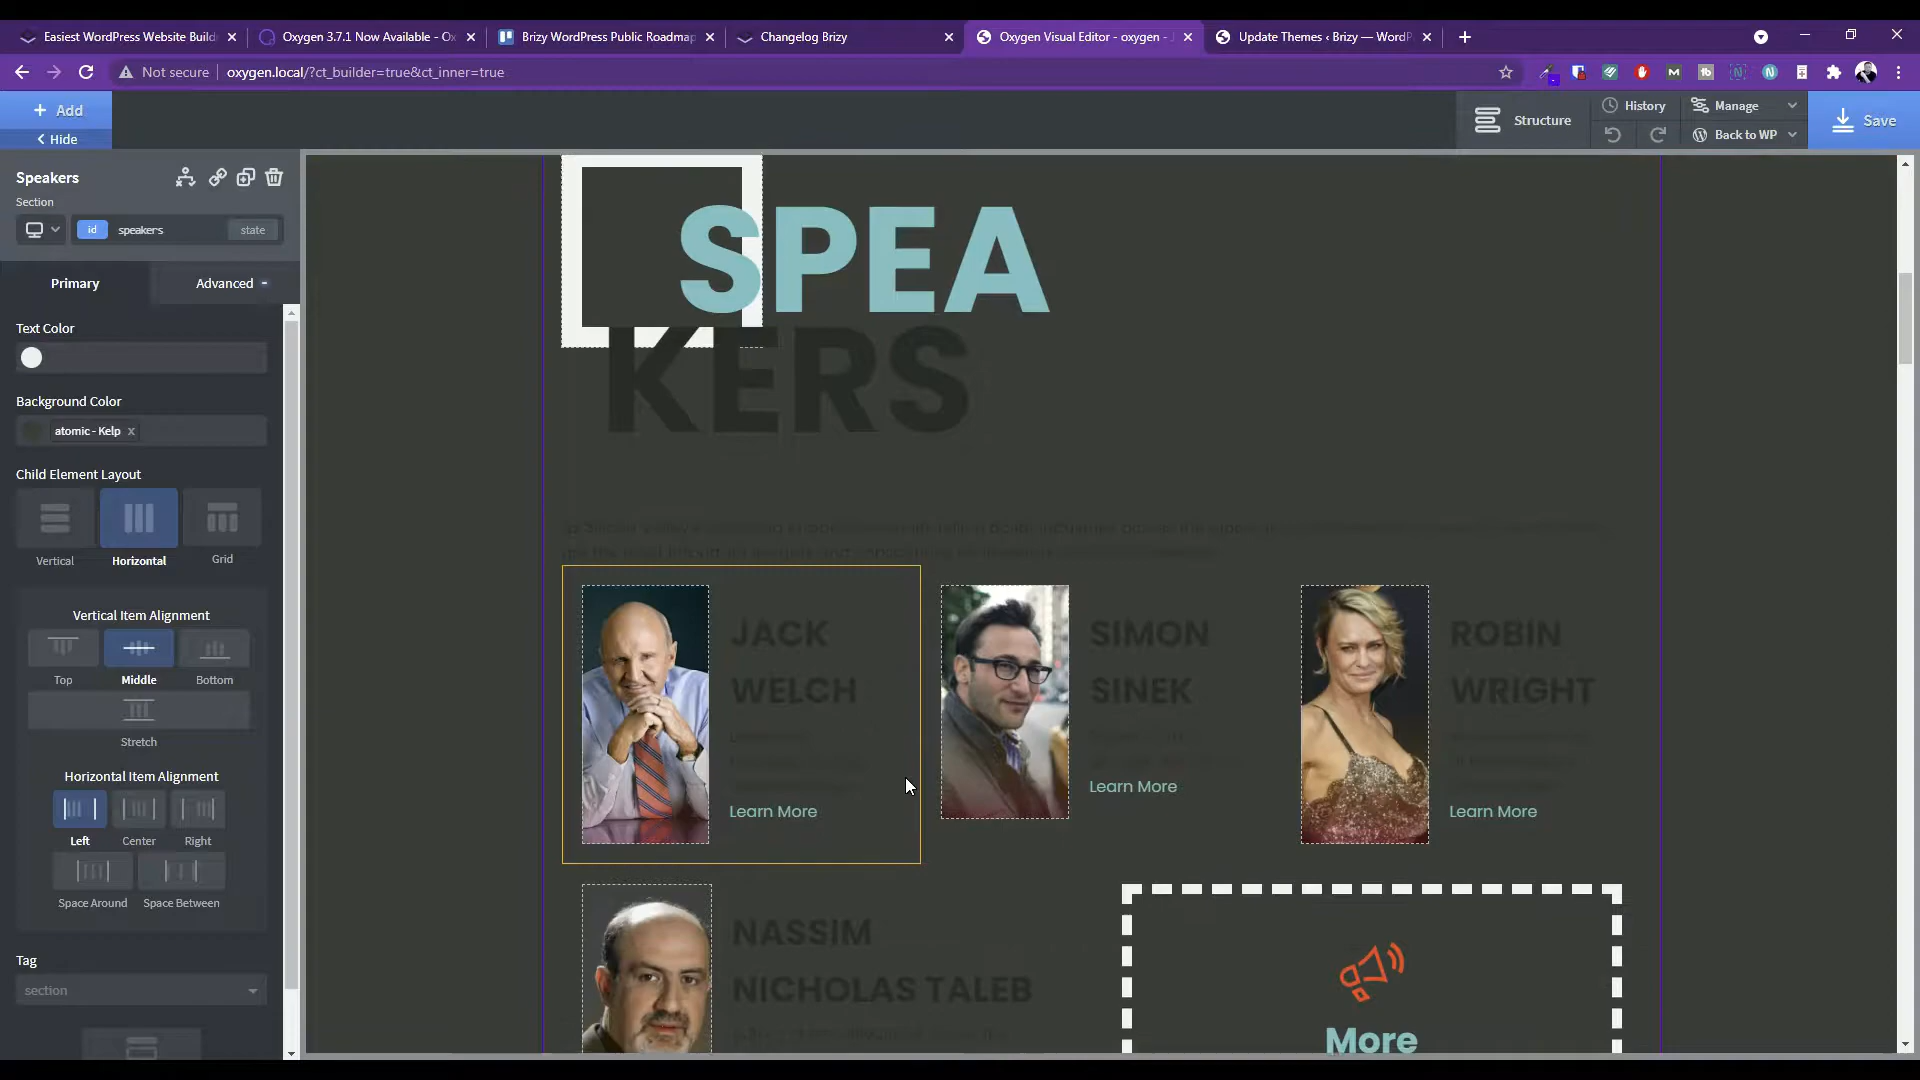 Easiest WordPress Website Build
Oxygen 3.7.1 Now Available - Ox
Brizy WordPress Public Roadmap
Changelog Brizy
Oxygen Visual Editor - oxygen - J
Update Themes ‹ Brizy — WordP
Not secure
oxygen.local/?ct_builder=true&ct_inner=true
+ Add
Hide
Structure
History
Manage
Back to WP
Save
Speakers
Section
id
speakers
state
Primary
Advanced
Text Color
Background Color
atomic - Kelp x
Child Element Layout
Vertical
Horizontal
Grid
Vertical Item Alignment
Top
Middle
Bottom
Stretch
Horizontal Item Alignment
Left
Center
Right
Space Around
Space Between
Tag
section
SPEA
KERS
JACK
WELCH
Learn More
SIMON
SINEK
Learn More
ROBIN
WRIGHT
Learn More
NASSIM
NICHOLAS TALEB
More